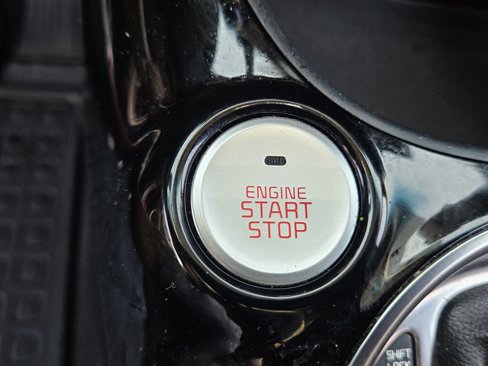 ENGINE
START
STOP
SHIFT
LOCK